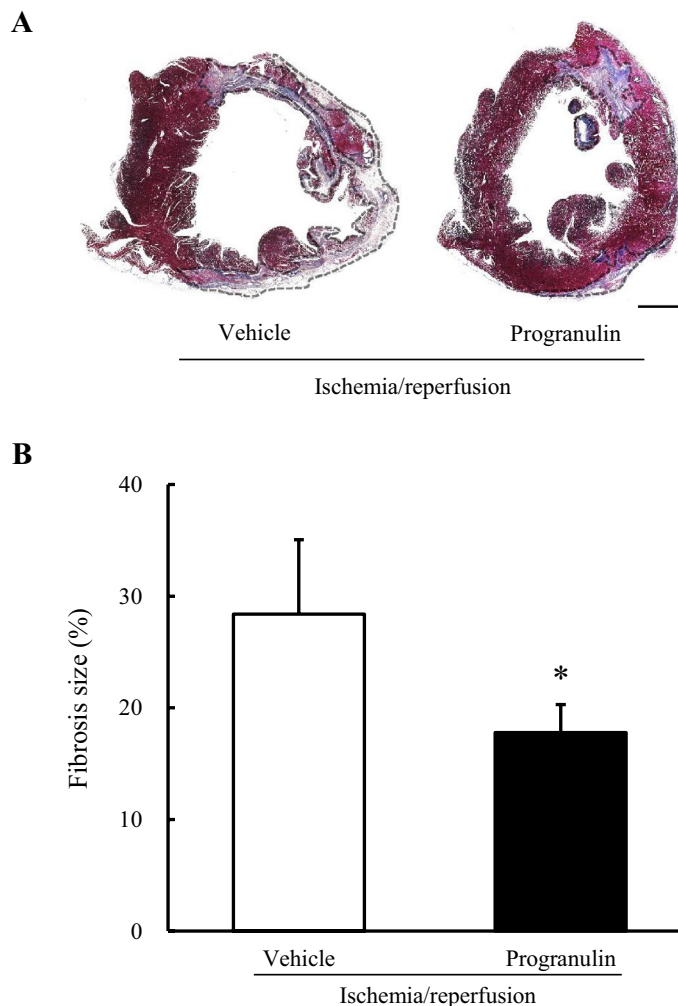 A
Vehicle Progranulin
Ischemia/reperfusion
B
Fibrosis size (%)
40
30
20
10
0
*
Vehicle Progranulin
Ischemia/reperfusion